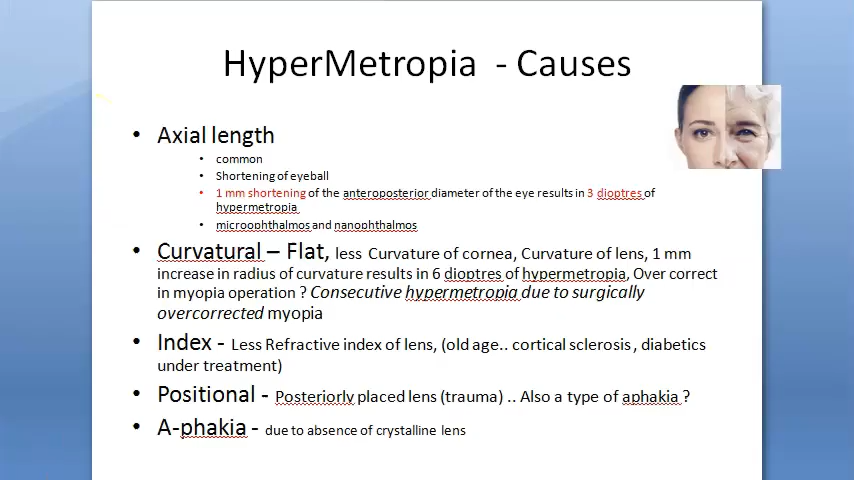 HyperMetropia - Causes
• Axial length
• common
• Shortening of eyeball
• 1 mm shortening of the anteroposterior diameter of the eye results in 3 dioptres of
hypermetropia
• microophthalmos and nanophthalmos
• Curvatural – Flat, less Curvature of cornea, Curvature of lens, 1 mm
increase in radius of curvature results in 6 dioptres of hypermetropia, Over correct
in myopia operation ? Consecutive hypermetropia due to surgically
overcorrected myopia
• Index - Less Refractive index of lens, (old age.. cortical sclerosis , diabetics
under treatment)
• Positional - Posteriorly placed lens (trauma) .. Also a type of aphakia ?
• A-phakia - due to absence of crystalline lens